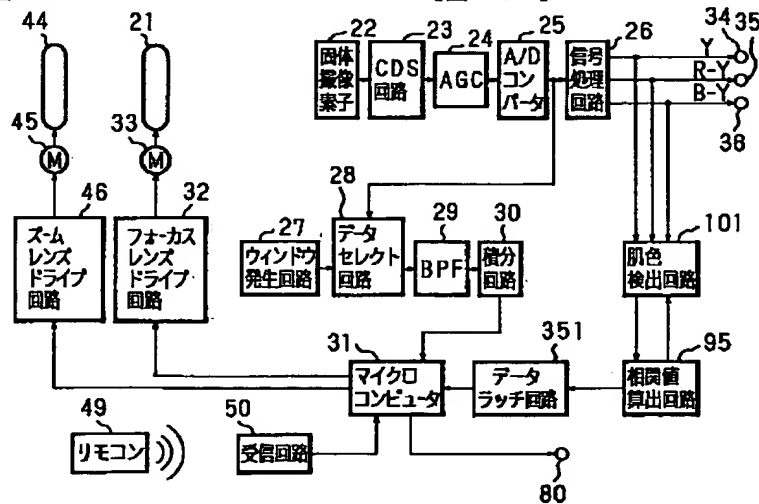 44
21
22
固体
撮像
素子
23
CDS
回路
24
AGC
25
A/D
コン
バータ
26
信号
処理
回路
Y
R-Y
B-Y
34
35
36
45
M
33
M
46
ズーム
レンズ
ドライブ
回路
32
フォーカス
レンズ
ドライブ
回路
27
ウィンドウ
発生回路
28
データ
セレクト
回路
29
BPF
30
積分
回路
101
肌色
検出回路
31
マイクロ
コンピュータ
351
データ
ラッチ回路
95
相関値
算出回路
49
リモコン
50
受信回路
80